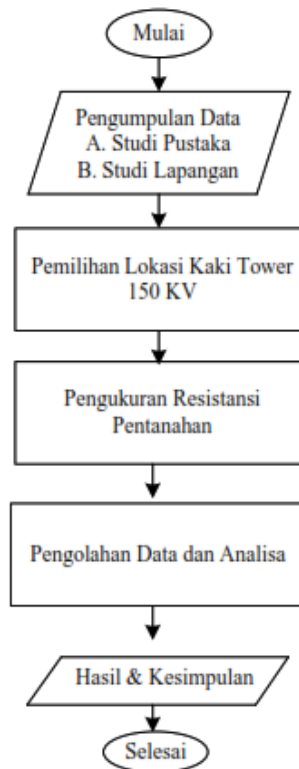 Mulai
Pengumpulan Data
A. Studi Pustaka
B. Studi Lapangan
Pemilihan Lokasi Kaki Tower
150 KV
Pengukuran Resistansi
Pentanahan
Pengolahan Data dan Analisa
Hasil & Kesimpulan
Selesai